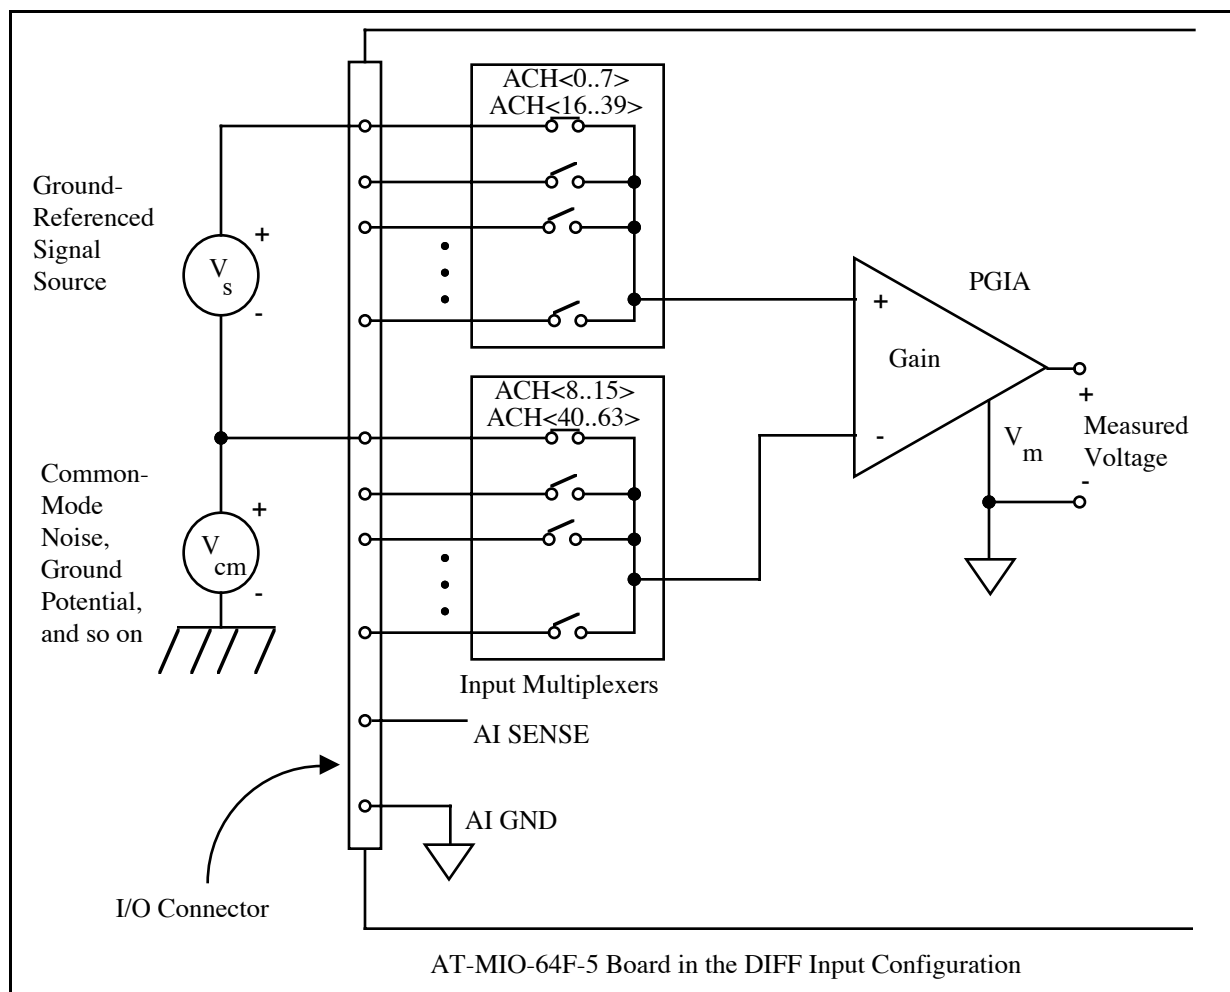 ACH<0..7>
ACH<16..39>
Ground-
Referenced
Signal
Source
+
V
s
-
PGIA
+
Gain
-
+
Measured
Voltage
-
V
m
ACH<8..15>
ACH<40..63>
Common-
Mode
Noise,
Ground
Potential,
and so on
+
V
cm
-
Input Multiplexers
AI SENSE
AI GND
I/O Connector
AT-MIO-64F-5 Board in the DIFF Input Configuration